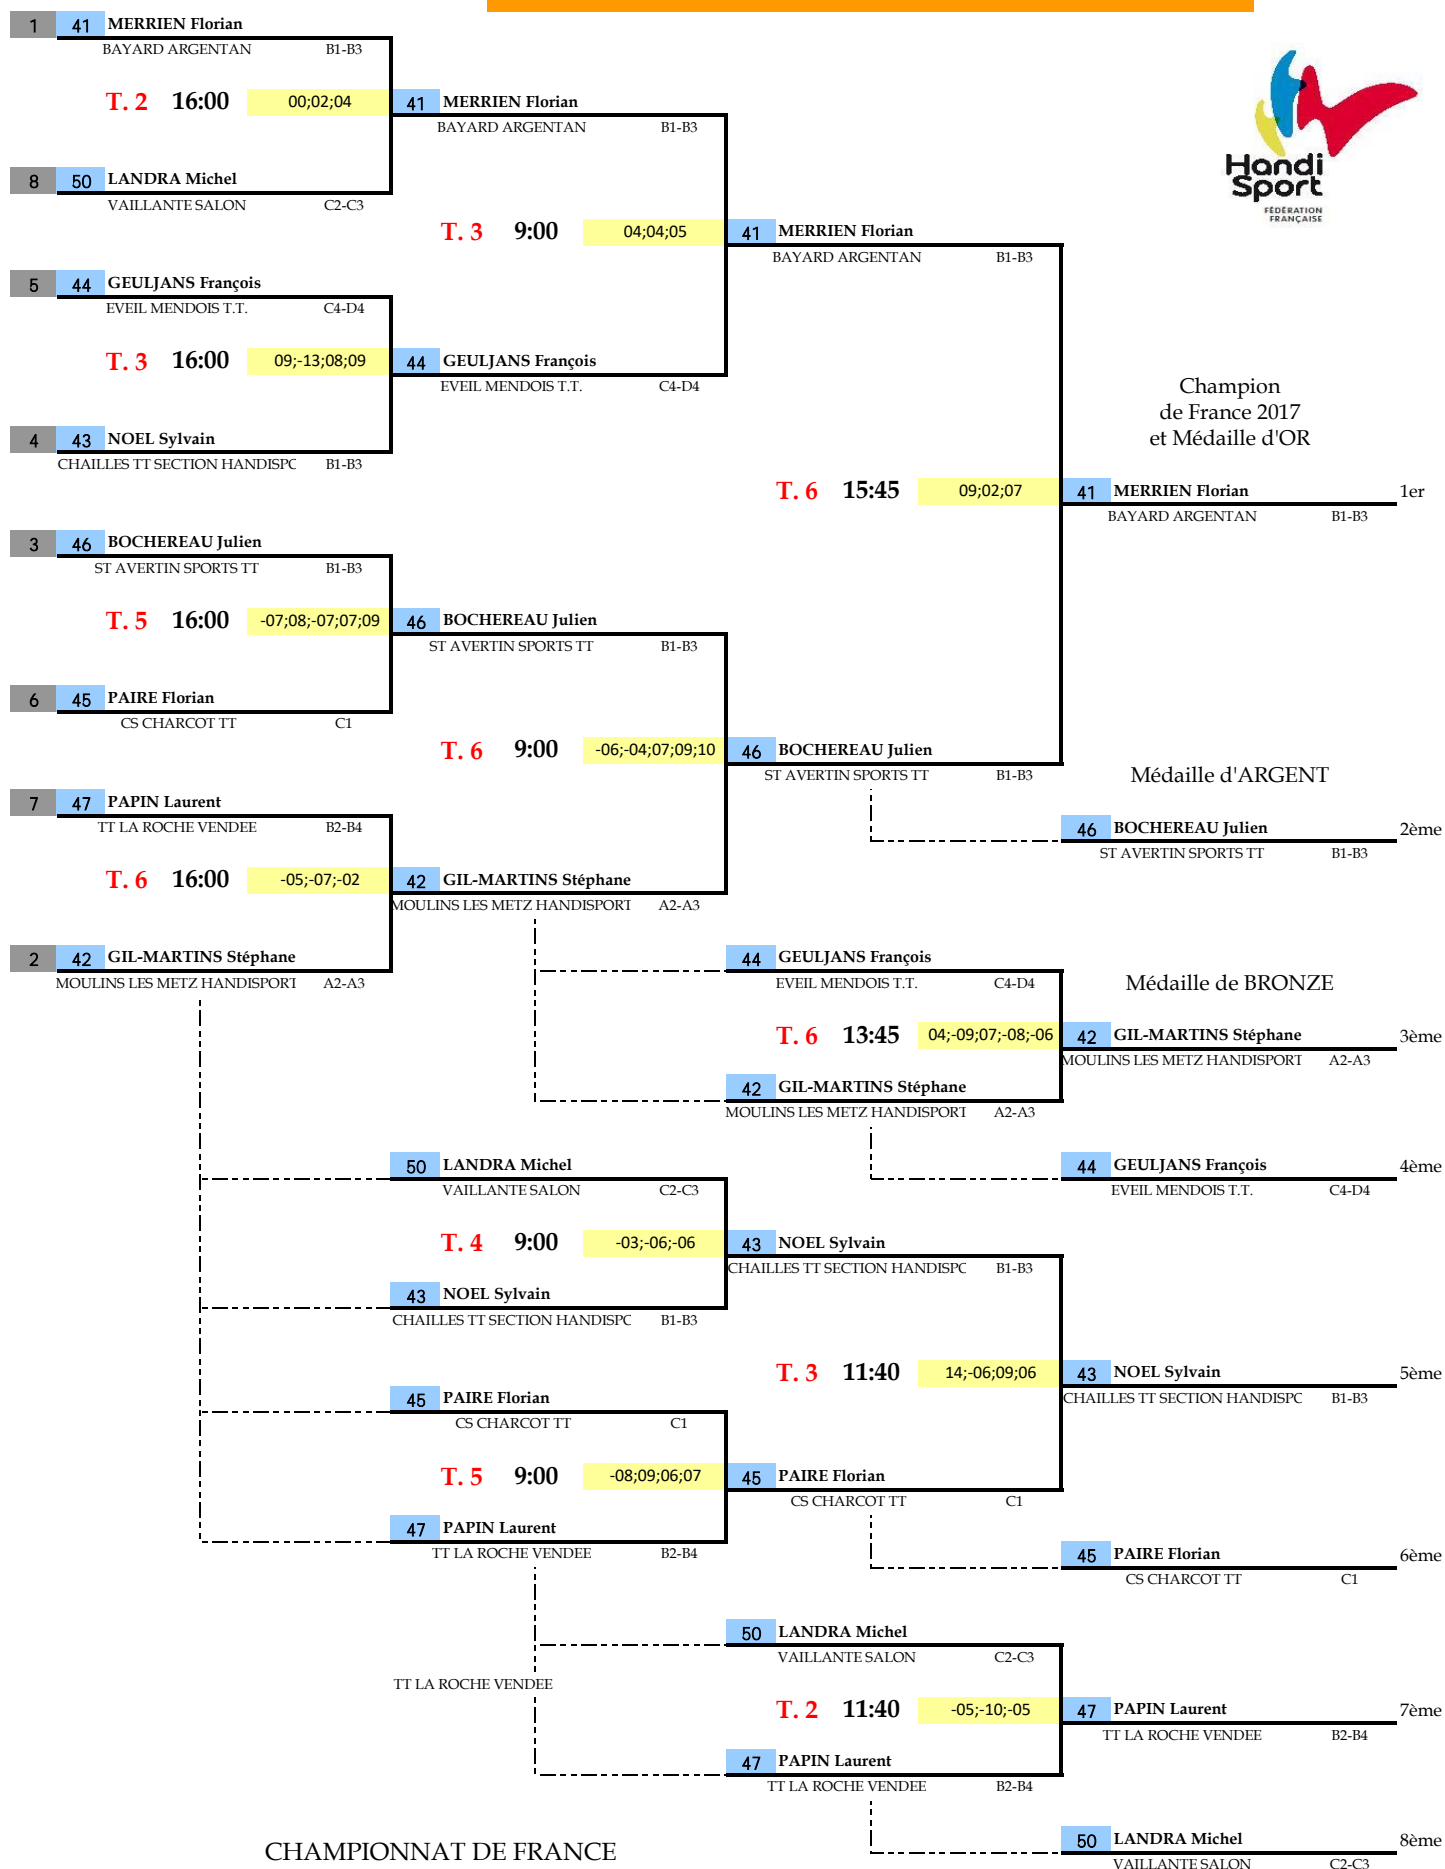 1 41 MERRIEN Florian
BAYARD ARGENTAN B1-B3
T. 2 16:00 00;02;04 41 MERRIEN Florian
BAYARD ARGENTAN B1-B3
Handi
Sport
FÉDÉRATION
FRANÇAISE
8 50 LANDRA Michel
VAILLANTE SALON C2-C3
T. 3 9:00 04;04;05 41 MERRIEN Florian
BAYARD ARGENTAN B1-B3
5 44 GEULJANS François
EVEIL MENDOIS T.T. C4-D4
T. 3 16:00 09;-13;08;09 44 GEULJANS François
EVEIL MENDOIS T.T. C4-D4
Champion
de France 2017
et Médaille d'OR
4 43 NOEL Sylvain
CHAILLES TT SECTION HANDISPC B1-B3
T. 6 15:45 09;02;07 41 MERRIEN Florian 1er
BAYARD ARGENTAN B1-B3
3 46 BOCHEREAU Julien
ST AVERTIN SPORTS TT B1-B3
T. 5 16:00 -07;08;-07;07;09 46 BOCHEREAU Julien
ST AVERTIN SPORTS TT B1-B3
6 45 PAIRE Florian
CS CHARCOT TT C1
T. 6 9:00 -06;-04;07;09;10 46 BOCHEREAU Julien
ST AVERTIN SPORTS TT B1-B3
Médaille d'ARGENT
7 47 PAPIN Laurent
TT LA ROCHE VENDEE B2-B4
46 BOCHEREAU Julien 2ème
ST AVERTIN SPORTS TT B1-B3
T. 6 16:00 -05;-07;-02 42 GIL-MARTINS Stéphane
MOULINS LES METZ HANDISPORT A2-A3
2 42 GIL-MARTINS Stéphane
MOULINS LES METZ HANDISPORT A2-A3
44 GEULJANS François
EVEIL MENDOIS T.T. C4-D4
Médaille de BRONZE
T. 6 13:45 04;-09;07;-08;-06 42 GIL-MARTINS Stéphane 3ème
MOULINS LES METZ HANDISPORT A2-A3
42 GIL-MARTINS Stéphane
MOULINS LES METZ HANDISPORT A2-A3
50 LANDRA Michel
VAILLANTE SALON C2-C3
44 GEULJANS François 4ème
EVEIL MENDOIS T.T. C4-D4
T. 4 9:00 -03;-06;-06 43 NOEL Sylvain
CHAILLES TT SECTION HANDISPC B1-B3
43 NOEL Sylvain
CHAILLES TT SECTION HANDISPC B1-B3
T. 3 11:40 14;-06;09;06 43 NOEL Sylvain 5ème
CHAILLES TT SECTION HANDISPC B1-B3
45 PAIRE Florian
CS CHARCOT TT C1
T. 5 9:00 -08;09;06;07 45 PAIRE Florian
CS CHARCOT TT C1
47 PAPIN Laurent
TT LA ROCHE VENDEE B2-B4
45 PAIRE Florian 6ème
CS CHARCOT TT C1
50 LANDRA Michel
VAILLANTE SALON C2-C3
TT LA ROCHE VENDEE
T. 2 11:40 -05;-10;-05 47 PAPIN Laurent 7ème
TT LA ROCHE VENDEE B2-B4
47 PAPIN Laurent
TT LA ROCHE VENDEE B2-B4
CHAMPIONNAT DE FRANCE
50 LANDRA Michel 8ème
VAILLANTE SALON C2-C3